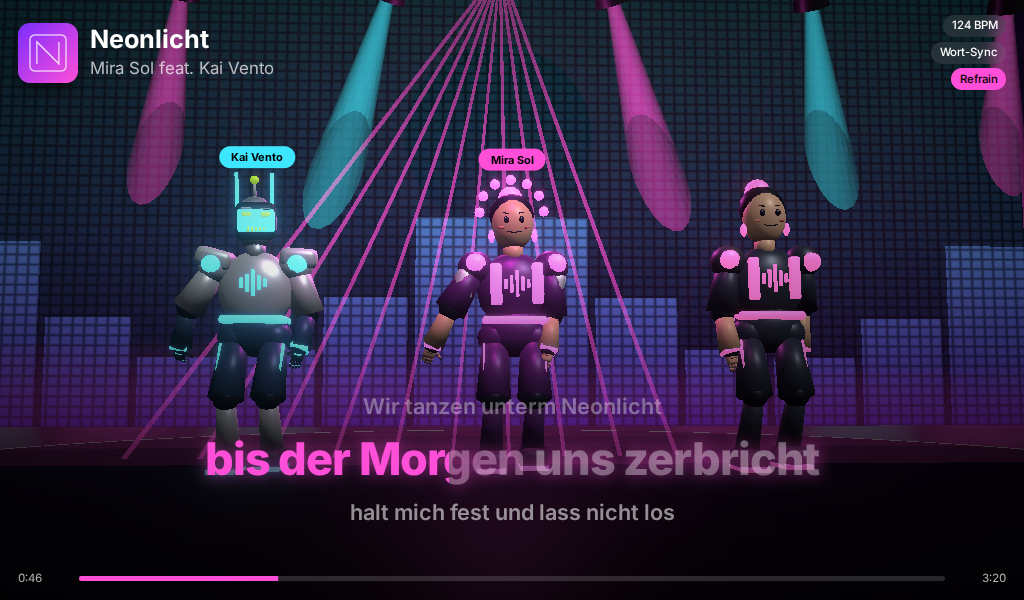 Neonlicht
Mira Sol feat. Kai Vento
124 BPM
Wort-Sync
Refrain
Kai Vento
Mira Sol
Wir tanzen unterm Neonlicht
bis der Morgen uns zerbricht
halt mich fest und lass nicht los
0:46
3:20